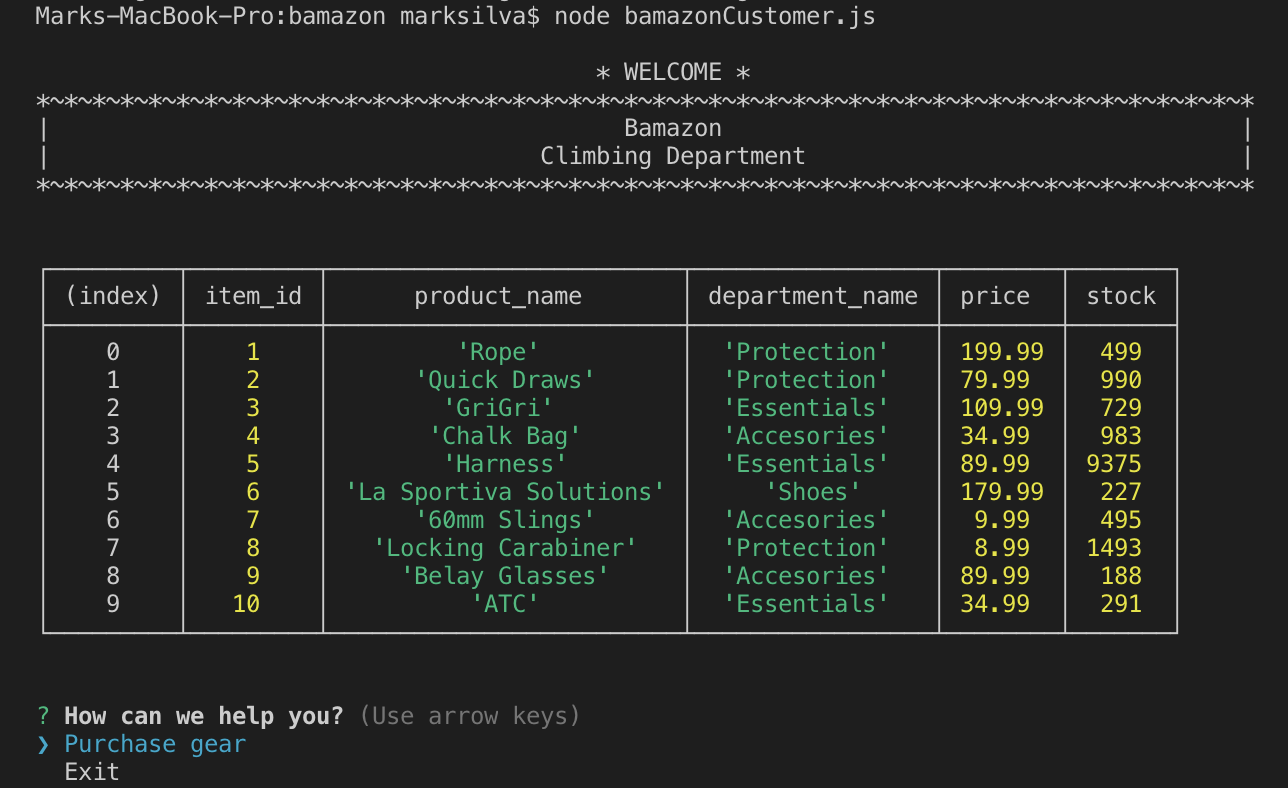 Marks-MacBook-Pro:bamazon marksilva$ node bamazonCustomer.js
* WELCOME *
*~*~*~*~*~*~*~*~*~*~*~*~*~*~*~*~*~*~*~*~*~*~*~*~*~*~*~*~*~*~*~*~*~*~*~*~*~*~*~*~*~*~*~*
| Bamazon |
| Climbing Department |
*~*~*~*~*~*~*~*~*~*~*~*~*~*~*~*~*~*~*~*~*~*~*~*~*~*~*~*~*~*~*~*~*~*~*~*~*~*~*~*~*~*~*~*
(index) item_id product_name department_name price stock
0 1 'Rope' 'Protection' 199.99 499
1 2 'Quick Draws' 'Protection' 79.99 990
2 3 'GriGri' 'Essentials' 109.99 729
3 4 'Chalk Bag' 'Accesories' 34.99 983
4 5 'Harness' 'Essentials' 89.99 9375
5 6 'La Sportiva Solutions' 'Shoes' 179.99 227
6 7 '60mm Slings' 'Accesories' 9.99 495
7 8 'Locking Carabiner' 'Protection' 8.99 1493
8 9 'Belay Glasses' 'Accesories' 89.99 188
9 10 'ATC' 'Essentials' 34.99 291
? How can we help you? (Use arrow keys)
❯ Purchase gear
Exit